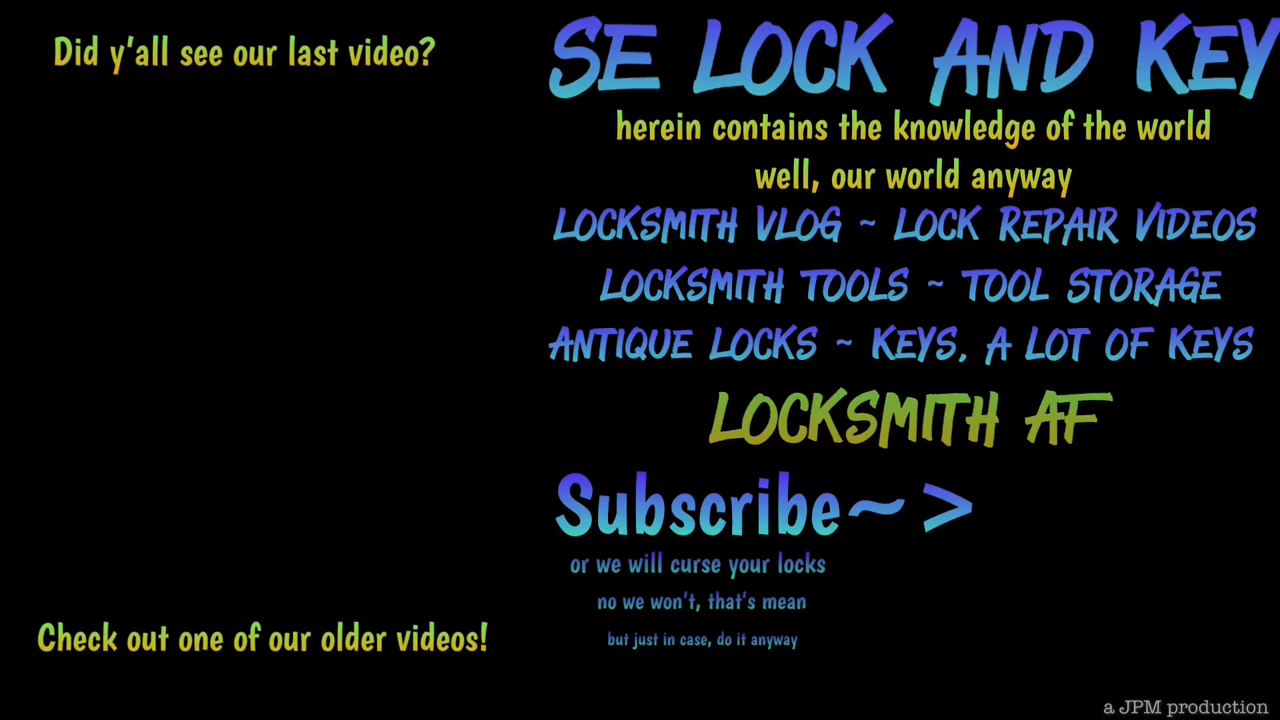 Did y'all see our last video?
SE LOCK AND KEY
herein contains the knowledge of the world
well, our world anyway
LOCKSMITH VLOG ~ LOCK REPAIR VIDEOS
LOCKSMITH TOOLS ~ TOOL STORAGE
ANTIQUE LOCKS ~ KEYS, A LOT OF KEYS
LOCKSMITH AF
Subscribe~>
or we will curse your locks
no we won't, that's mean
but just in case, do it anyway
Check out one of our older videos!
a JPM production